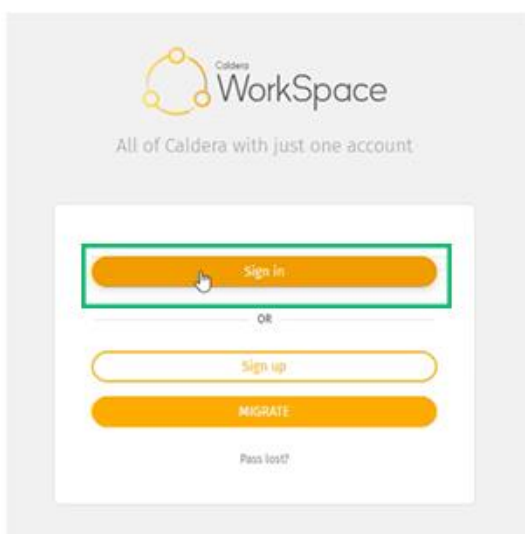 Caldera
WorkSpace
All of Caldera with just one account
Sign in
OR
Sign up
MIGRATE
Pass lost?